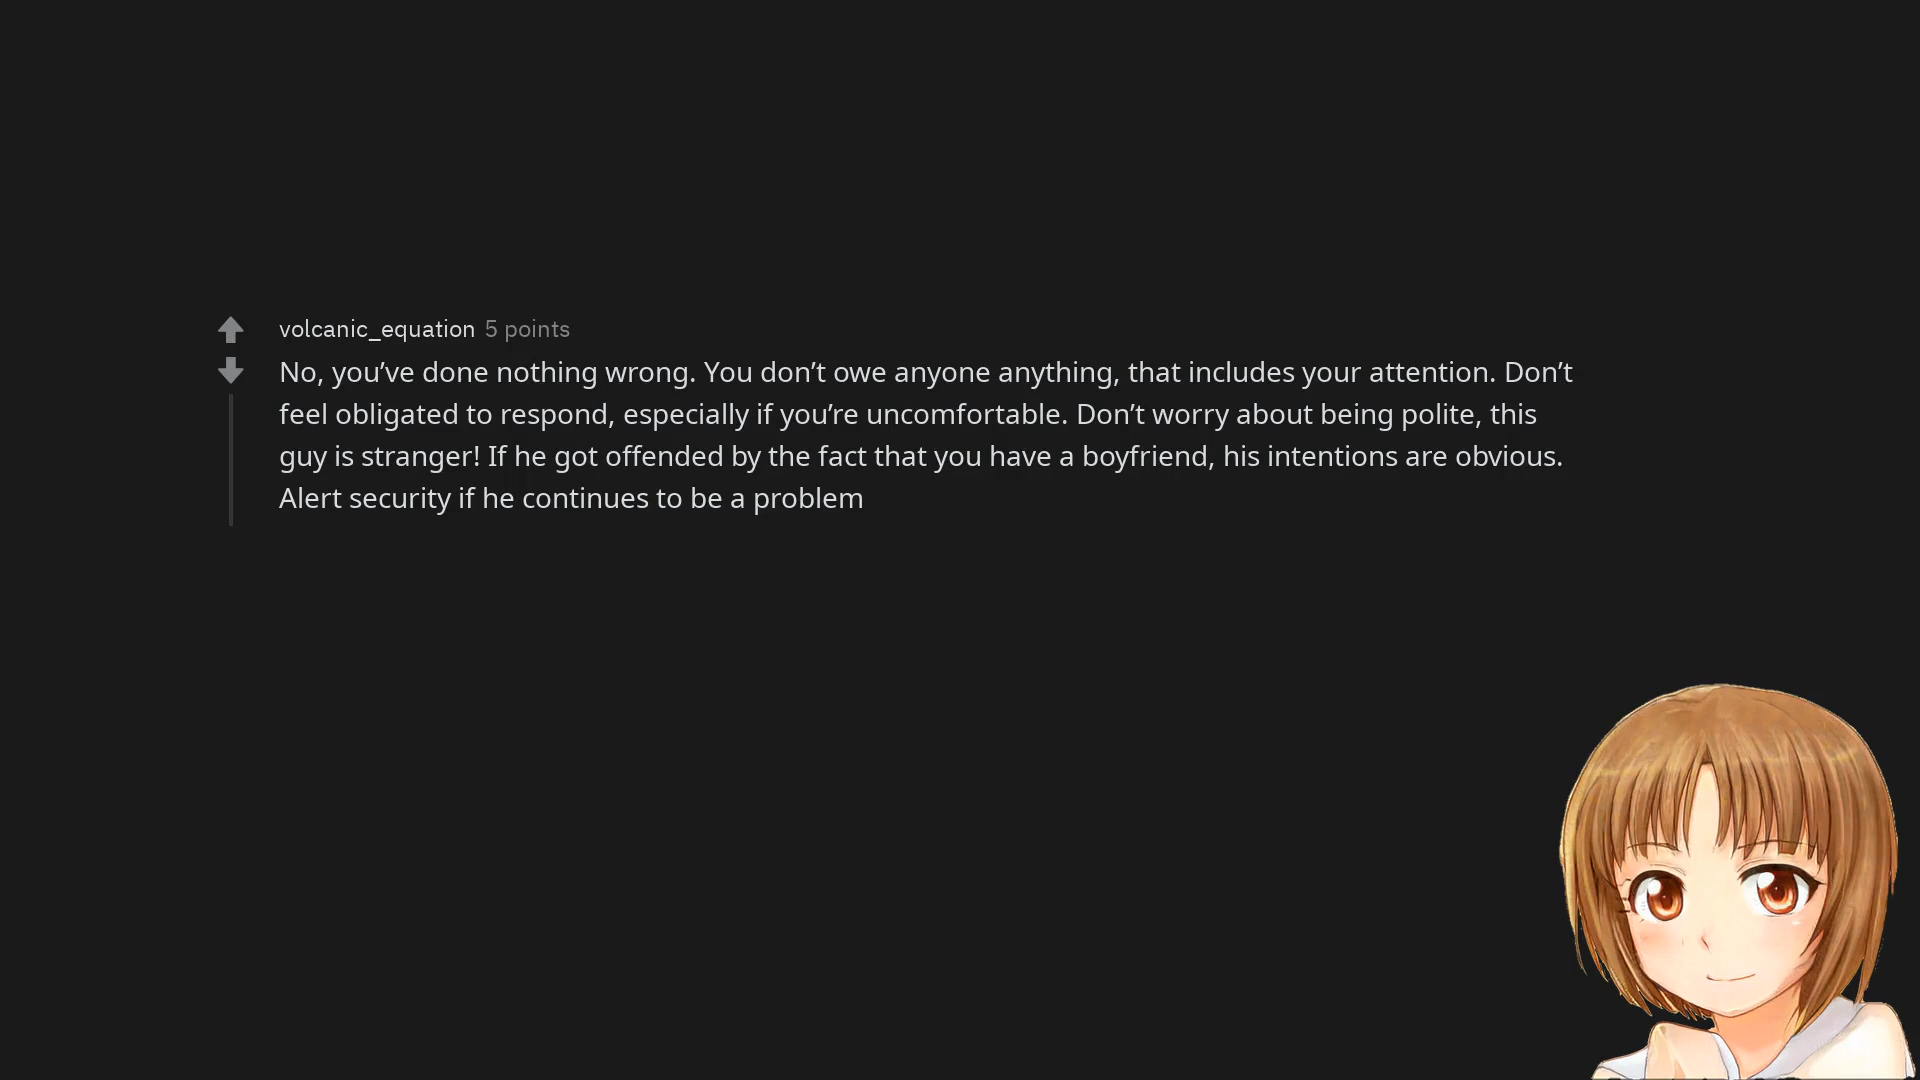 volcanic_equation 5 points
No, you’ve done nothing wrong. You don’t owe anyone anything, that includes your attention. Don’t
feel obligated to respond, especially if you’re uncomfortable. Don’t worry about being polite, this
guy is stranger! If he got offended by the fact that you have a boyfriend, his intentions are obvious.
Alert security if he continues to be a problem